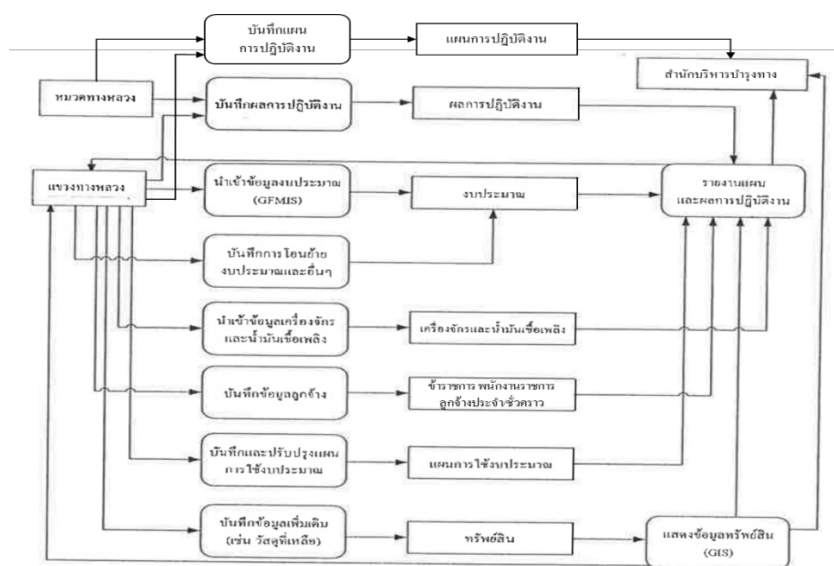 บันทึกแผน
การปฏิบัติงาน
แผนการปฏิบัติงาน
สำนักบริหารบำรุงทาง
หมวดทางหลวง
บันทึกผลการปฏิบัติงาน
ผลการปฏิบัติงาน
แขวงทางหลวง
นำเข้าข้อมูลงบประมาณ
(GFMIS)
งบประมาณ
รายงานแผน
และผลการปฏิบัติงาน
บันทึกการโอนย้าย
งบประมาณและอื่นๆ
นำเข้าข้อมูลเครื่องจักร
และน้ำมันเชื้อเพลิง
เครื่องจักรและน้ำมันเชื้อเพลิง
บันทึกข้อมูลลูกจ้าง
ข้าราชการ พนักงานราชการ
ลูกจ้างประจำ/ชั่วคราว
บันทึกและปรับปรุงแผน
การใช้งบประมาณ
แผนการใช้งบประมาณ
บันทึกข้อมูลเพิ่มเติม
(เช่น วัสดุที่เหลือ)
ทรัพย์สิน
แสดงข้อมูลทรัพย์สิน
(GIS)